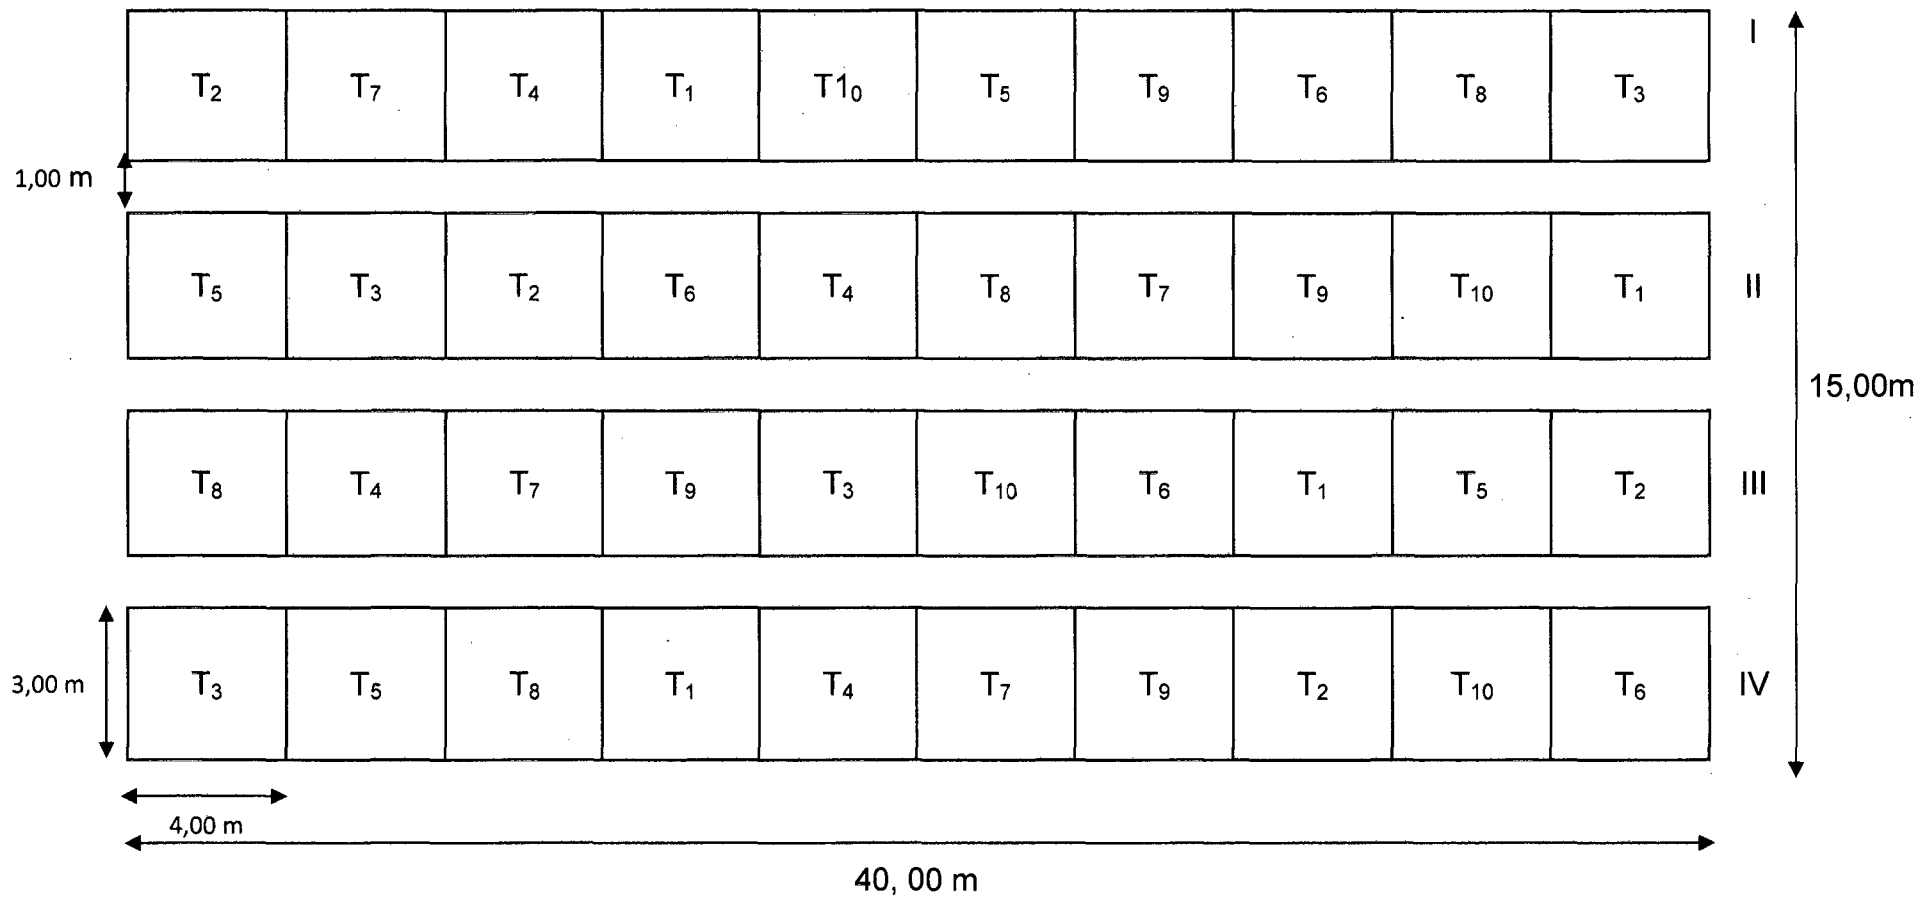 T₂ T₇ T₄ T₁ T1₀ T₅ T₉ T₆ T₈ T₃ I
1,00 m
T₅ T₃ T₂ T₆ T₄ T₈ T₇ T₉ T₁₀ T₁ II
15,00m
T₈ T₄ T₇ T₉ T₃ T₁₀ T₆ T₁ T₅ T₂ III
3,00 m T₃ T₅ T₈ T₁ T₄ T₇ T₉ T₂ T₁₀ T₆ IV
4,00 m
40, 00 m